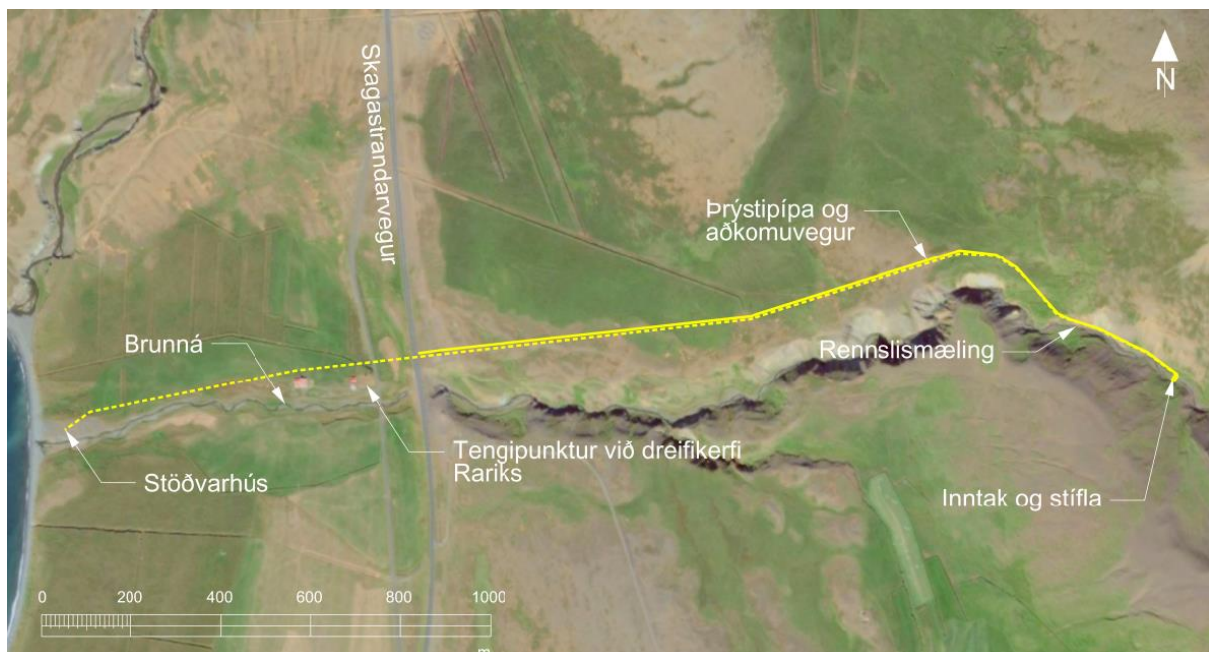 N
Skagastrandarvegur
Þrýstipípa og
aðkomuvegur
Brunná
Rennslismæling
Tengipunktur við dreifikerfi
Rariks
Stöðvarhús
Inntak og stífla
0 200 400 600 800 1000
m